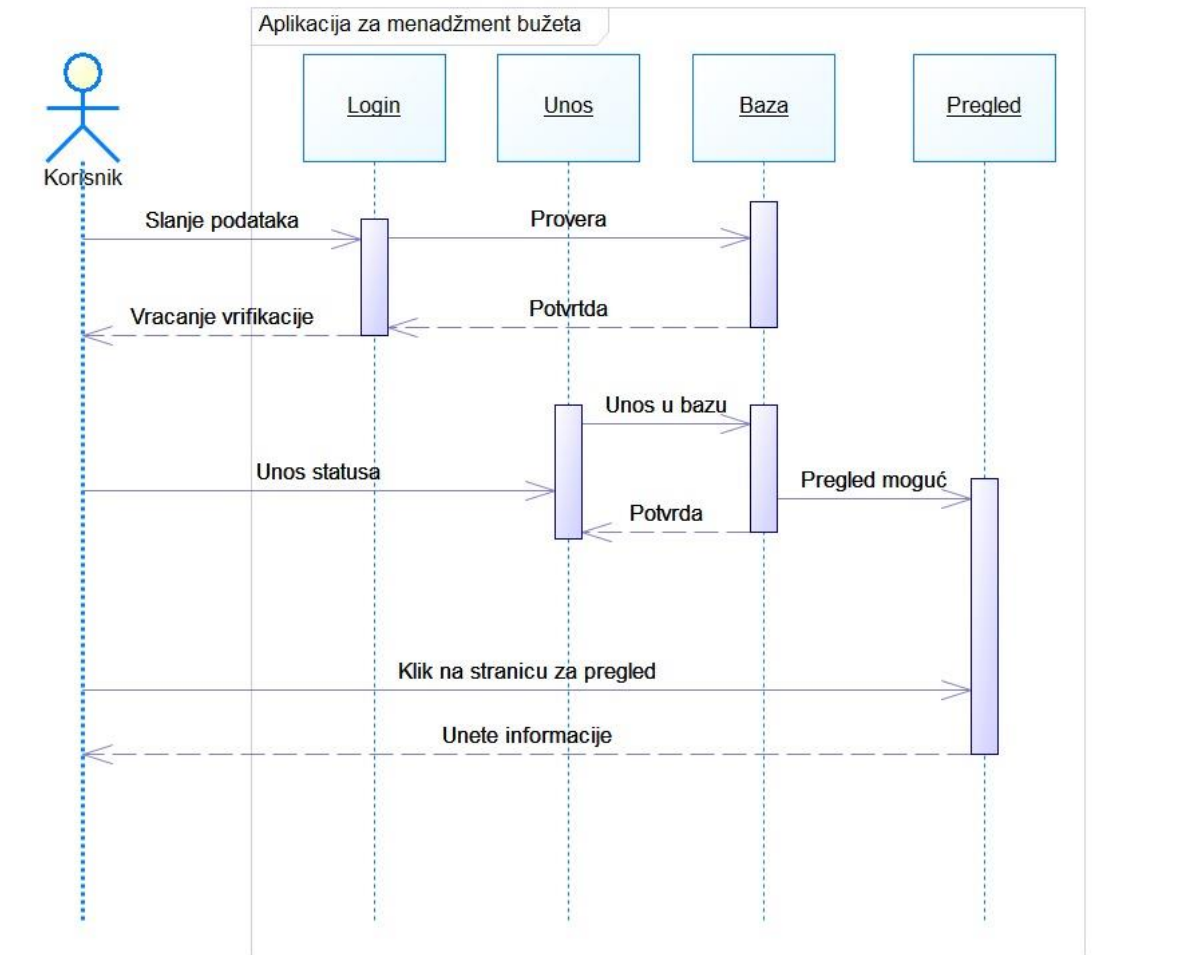 Aplikacija za menadžment bužeta
Login
Unos
Baza
Pregled
Korisnik
Slanje podataka
Provera
Potvrtda
Vracanje vrifikacije
Unos u bazu
Unos statusa
Pregled moguć
Potvrda
Klik na stranicu za pregled
Unete informacije